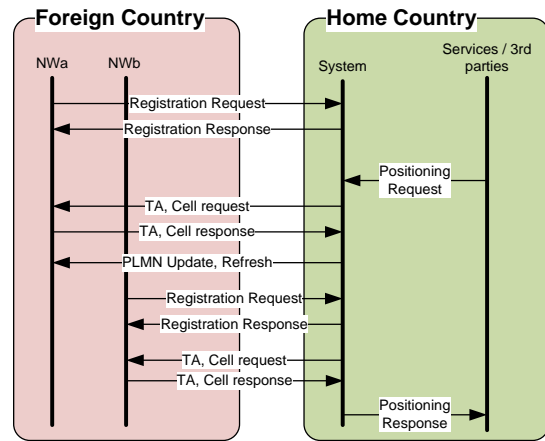 Foreign Country
Home Country
NWa
NWb
System
Services / 3rd
parties
Registration Request
Registration Response
Positioning
Request
TA, Cell request
TA, Cell response
PLMN Update, Refresh
Registration Request
Registration Response
TA, Cell request
TA, Cell response
Positioning
Response